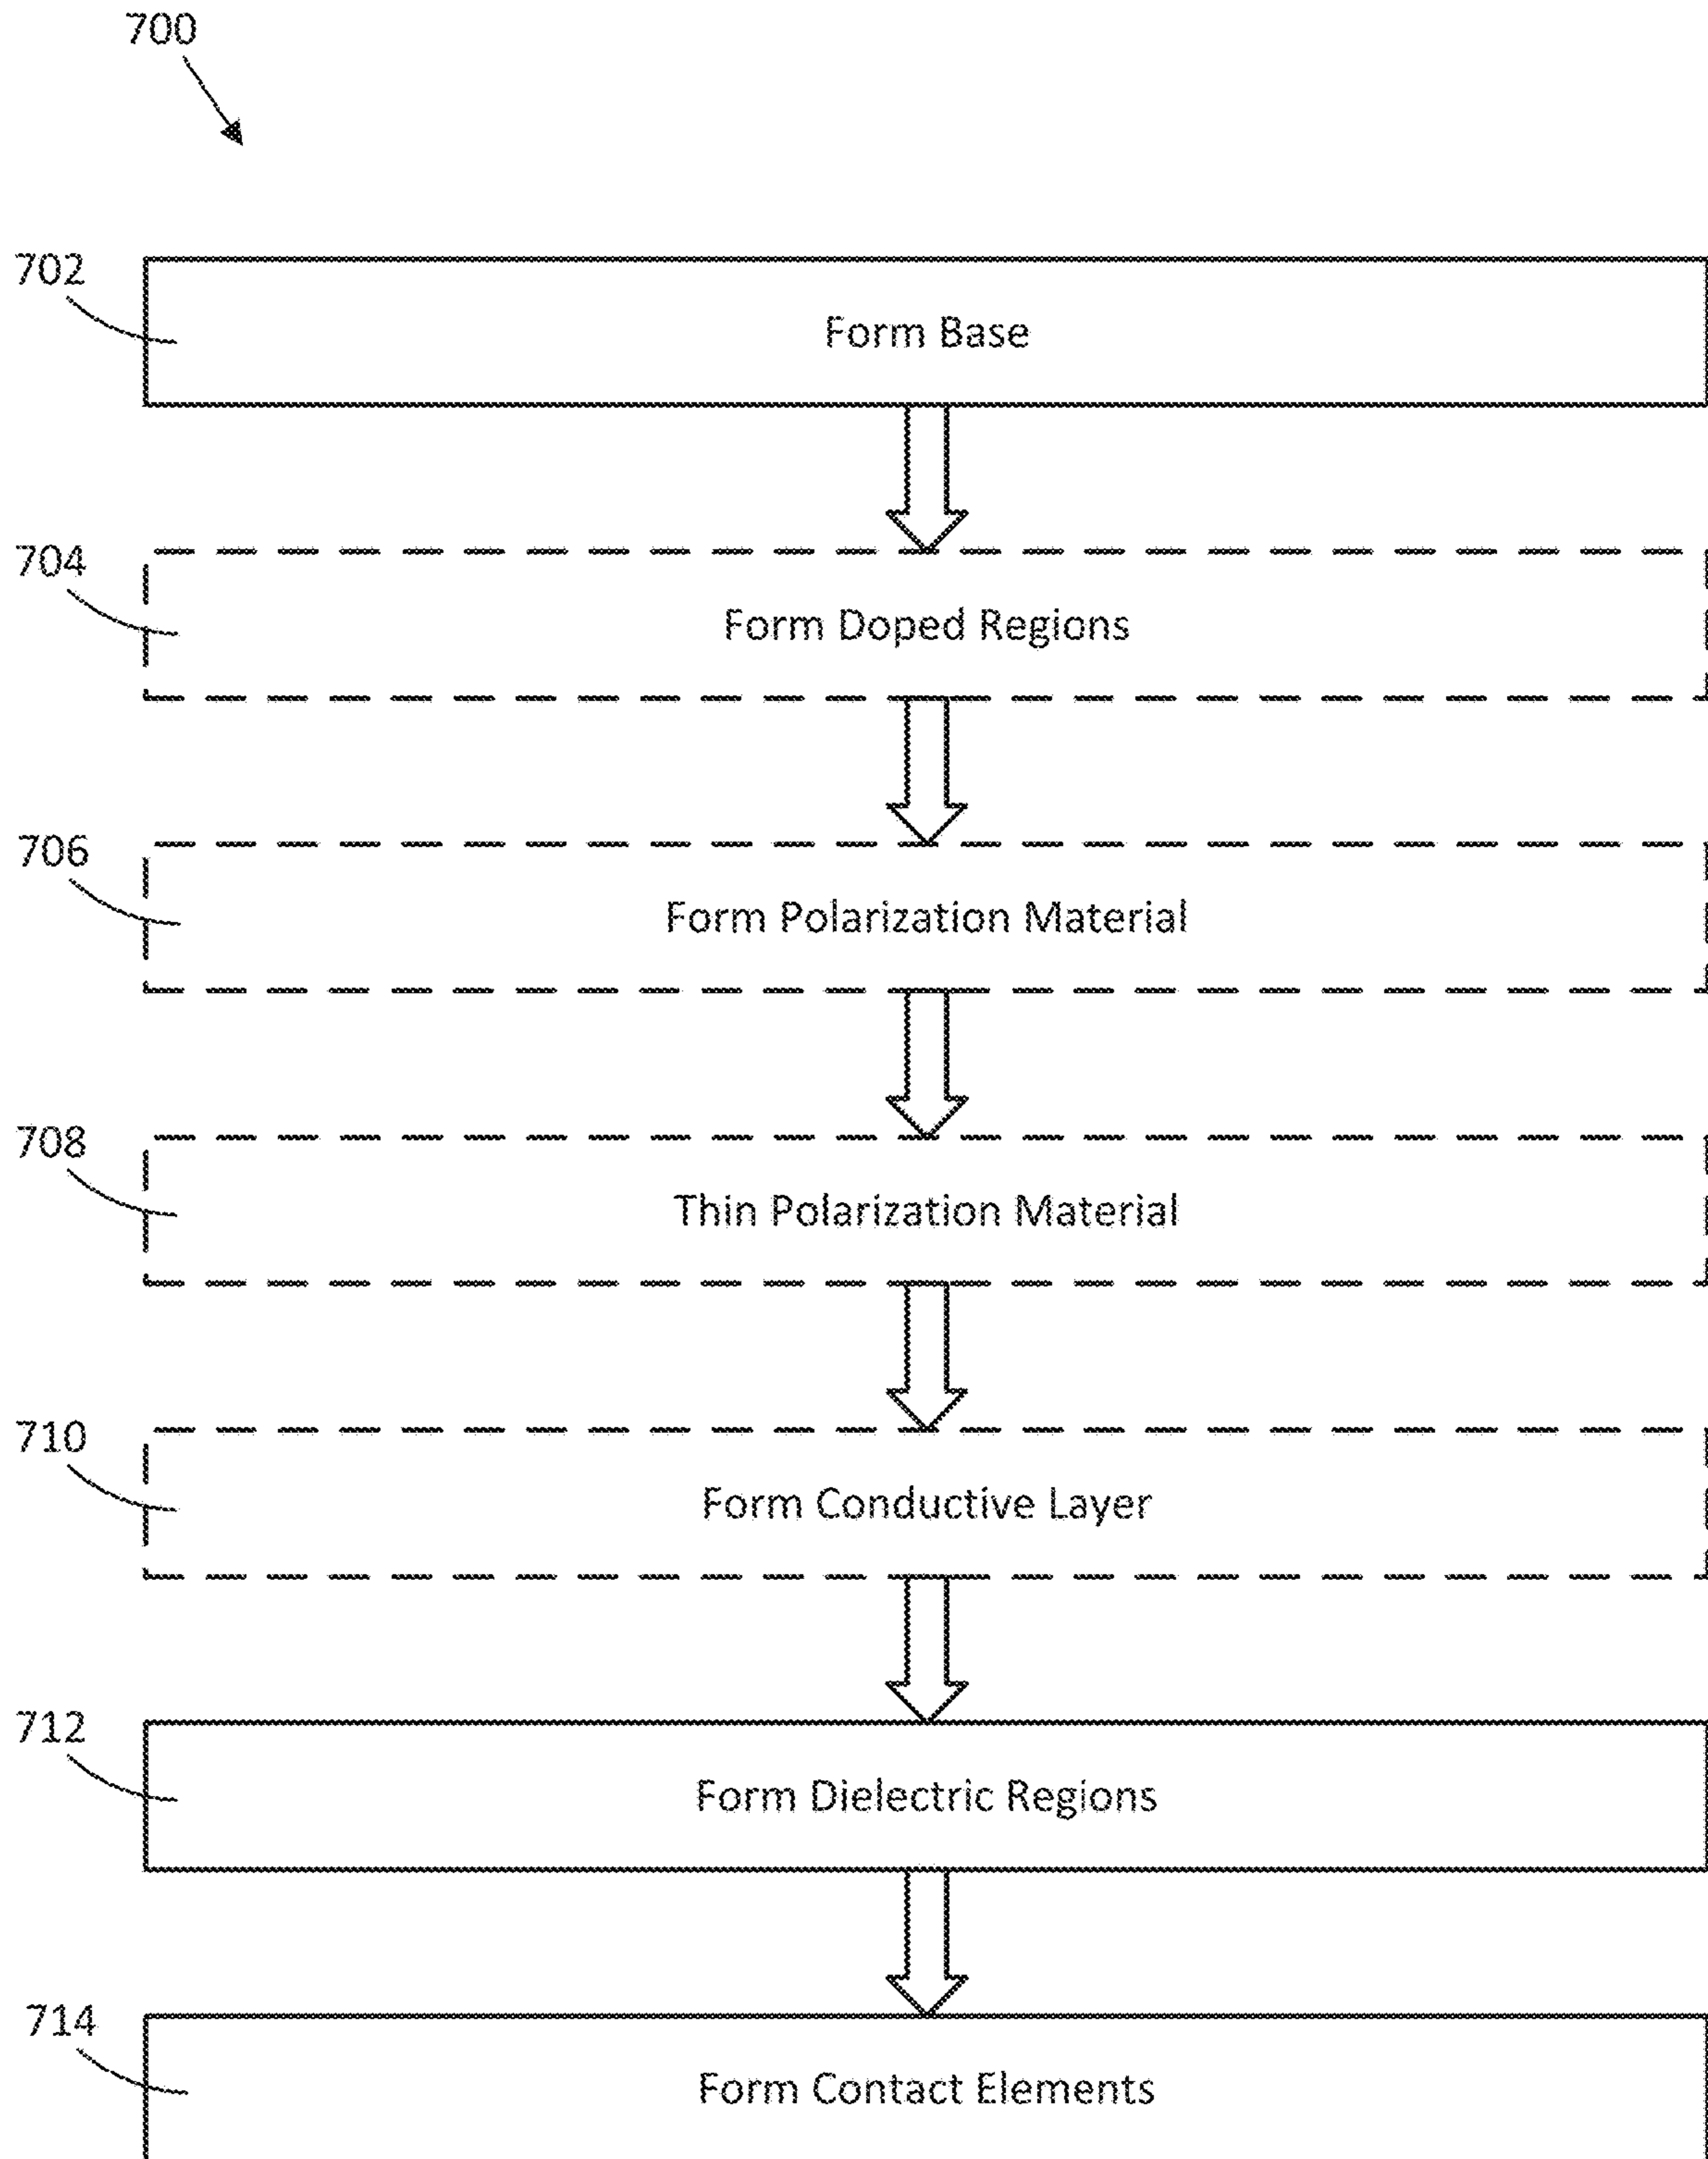 700
702
Form Base
704
Form Doped Regions
706
Form Polarization Material
708
Thin Polarization Material
710
Form Conductive Layer
712
Form Dielectric Regions
714
Form Contact Elements